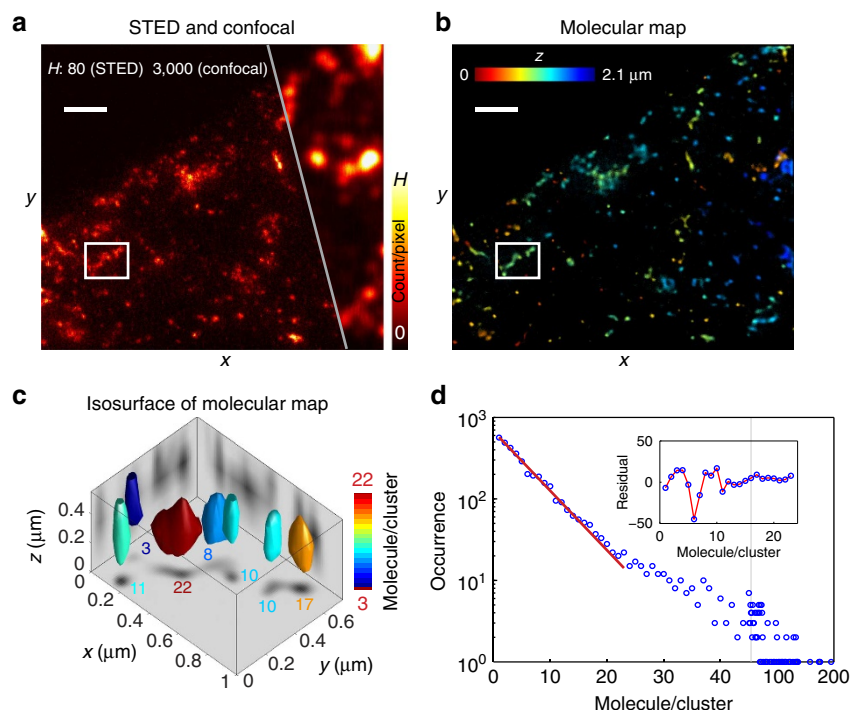 a
STED and confocal
H: 80 (STED) 3,000 (confocal)
y
x
H
Count/pixel
0
b
Molecular map
z
0
2.1 μm
y
x
c
Isosurface of molecular map
z (μm)
0.4
0.2
0
0.2
0.4
0.6
0.8
1
x (μm)
0
0.2
0.4
0.6
y (μm)
3
8
11
22
10
10
17
22
3
Molecule/cluster
d
Occurrence
10³
10²
10¹
10⁰
0
10
20
30
40
100
200
Molecule/cluster
Residual
50
0
−50
0
10
20
Molecule/cluster